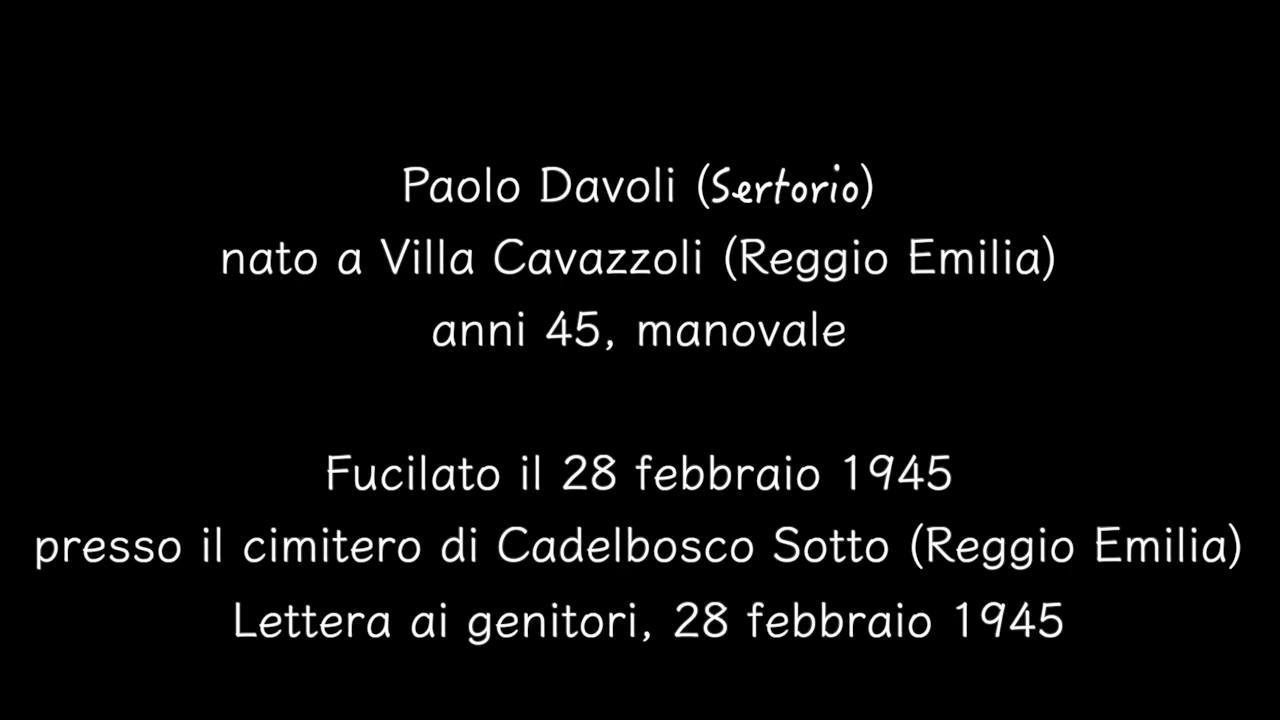 Paolo Davoli (Sertorio)
nato a Villa Cavazzoli (Reggio Emilia)
anni 45, manovale
Fucilato il 28 febbraio 1945
presso il cimitero di Cadelbosco Sotto (Reggio Emilia)
Lettera ai genitori, 28 febbraio 1945